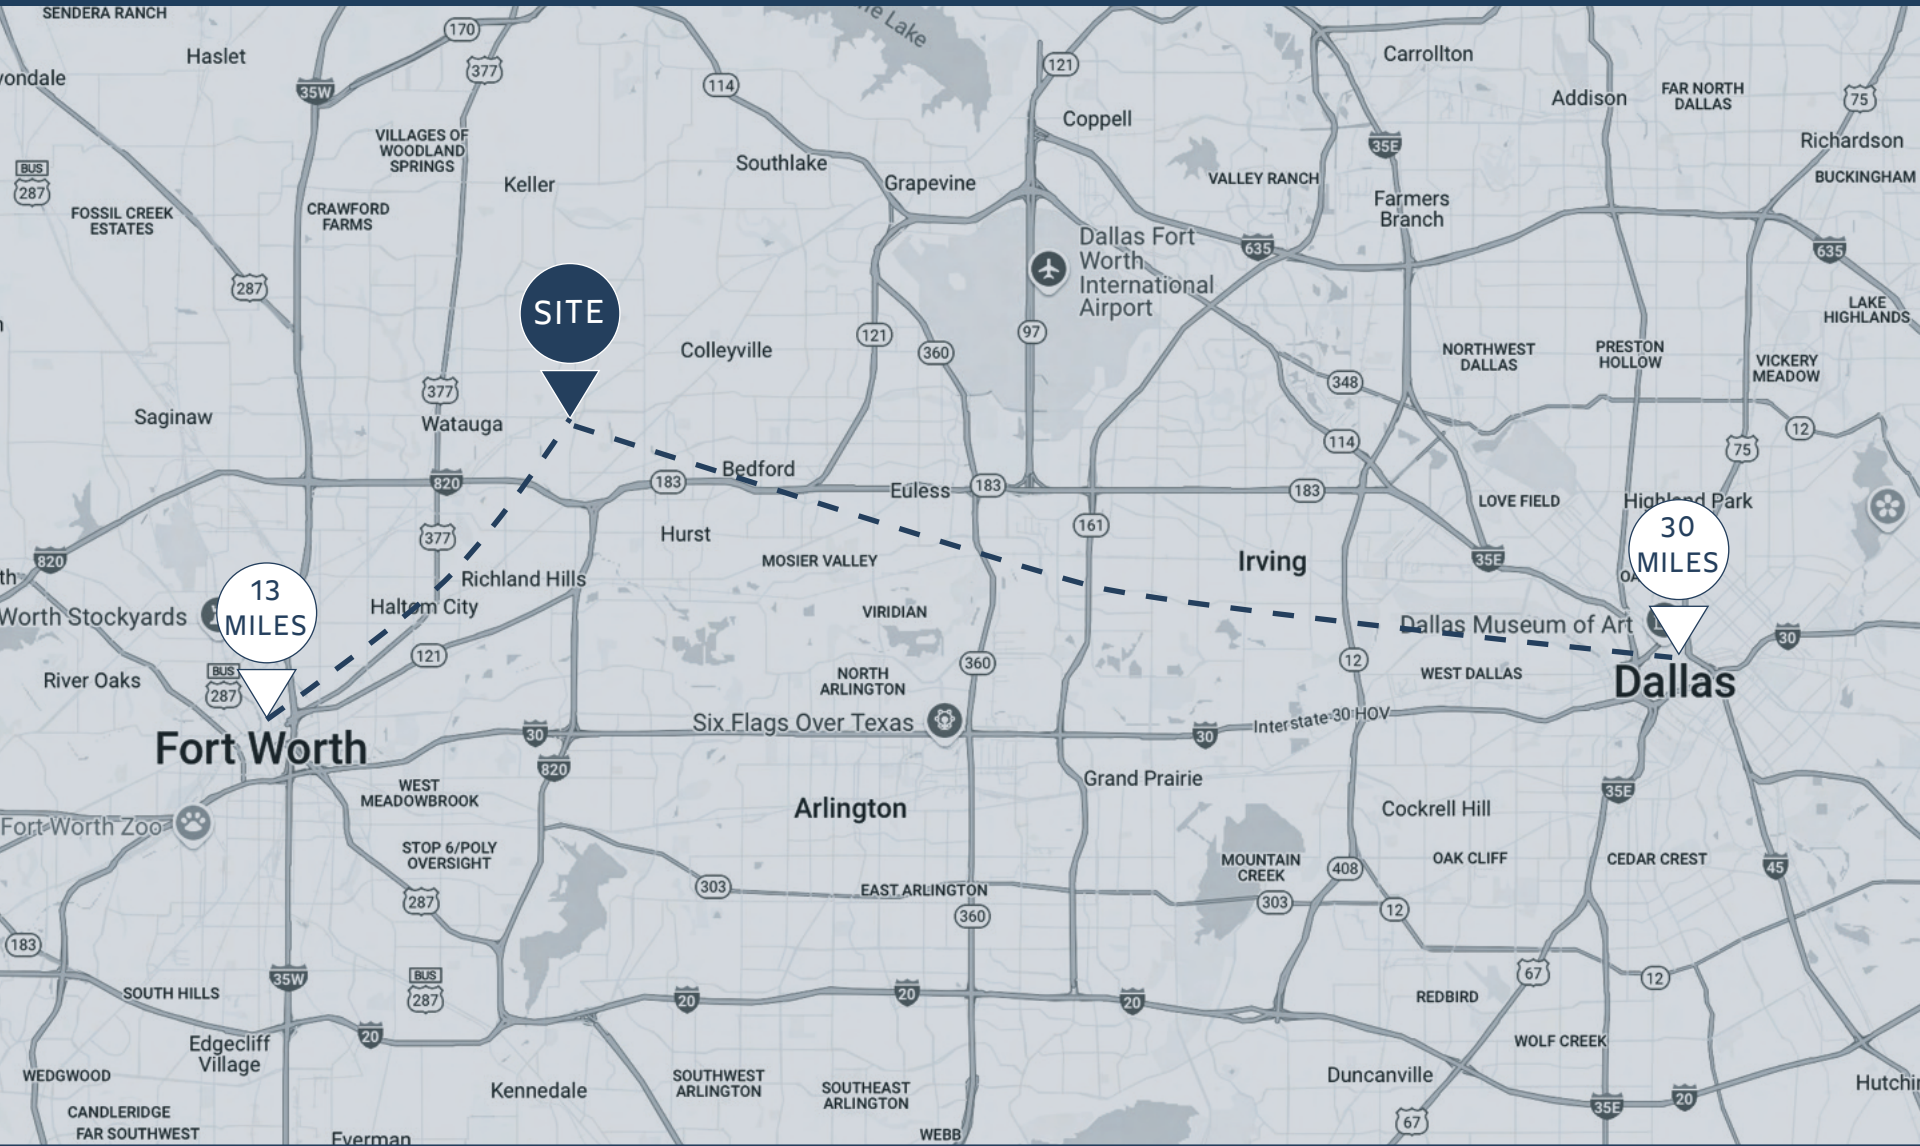 SENDERA RANCH
170
Haslet
377
114
121
Carrollton
35W
Coppell
Addison
FAR NORTH
DALLAS
75
Richardson
VILLAGES OF
WOODLAND
SPRINGS
Southlake
35E
BUS
287
Keller
Grapevine
VALLEY RANCH
BUCKINGHAM
FOSSIL CREEK
ESTATES
CRAWFORD
FARMS
Farmers
Branch
Dallas Fort
Worth
International
Airport
635
635
287
SITE
LAKE
HIGHLANDS
121
360
97
Colleyville
NORTHWEST
DALLAS
PRESTON
HOLLOW
VICKERY
MEADOW
377
348
Saginaw
Watauga
114
12
75
820
183
Bedford
Euless
183
183
LOVE FIELD
Highland Park
377
Hurst
161
30
MILES
820
MOSIER VALLEY
Irving
35E
Richland Hills
13
MILES
Haltom City
Worth Stockyards
VIRIDIAN
Dallas Museum of Art
30
121
360
12
River Oaks
BUS
287
NORTH
ARLINGTON
WEST DALLAS
Dallas
Six Flags Over Texas
Interstate 30 HOV
30
30
Fort Worth
820
Grand Prairie
35E
WEST
MEADOWBROOK
Arlington
Cockrell Hill
Fort Worth Zoo
STOP 6/POLY
OVERSIGHT
MOUNTAIN
CREEK
OAK CLIFF
CEDAR CREST
408
45
287
303
EAST ARLINGTON
303
12
360
183
35W
BUS
287
67
12
SOUTH HILLS
20
20
20
REDBIRD
Edgecliff
Village
20
WOLF CREEK
WEDGWOOD
Kennedale
SOUTHWEST
ARLINGTON
SOUTHEAST
ARLINGTON
Duncanville
CANDLERIDGE
FAR SOUTHWEST
35E
20
67
Everman
WEBB